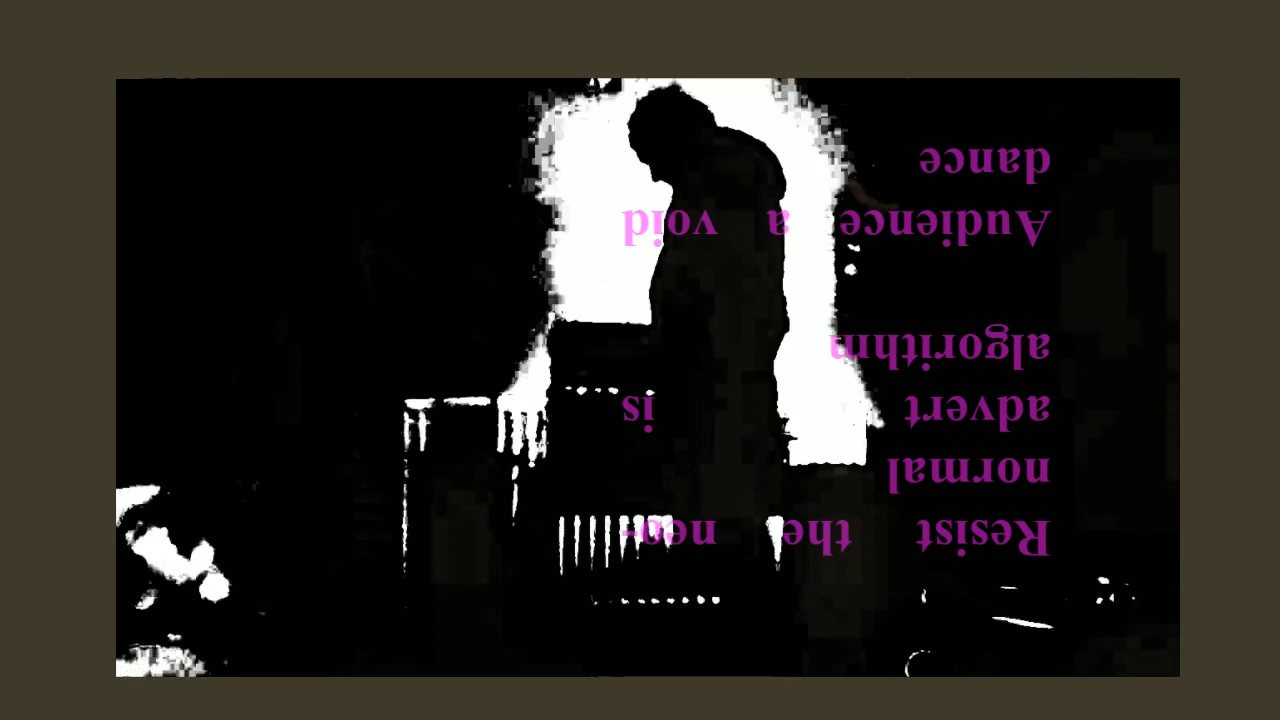 Resist the neo-
normal
advert is
algorithm
Audience a void
dance